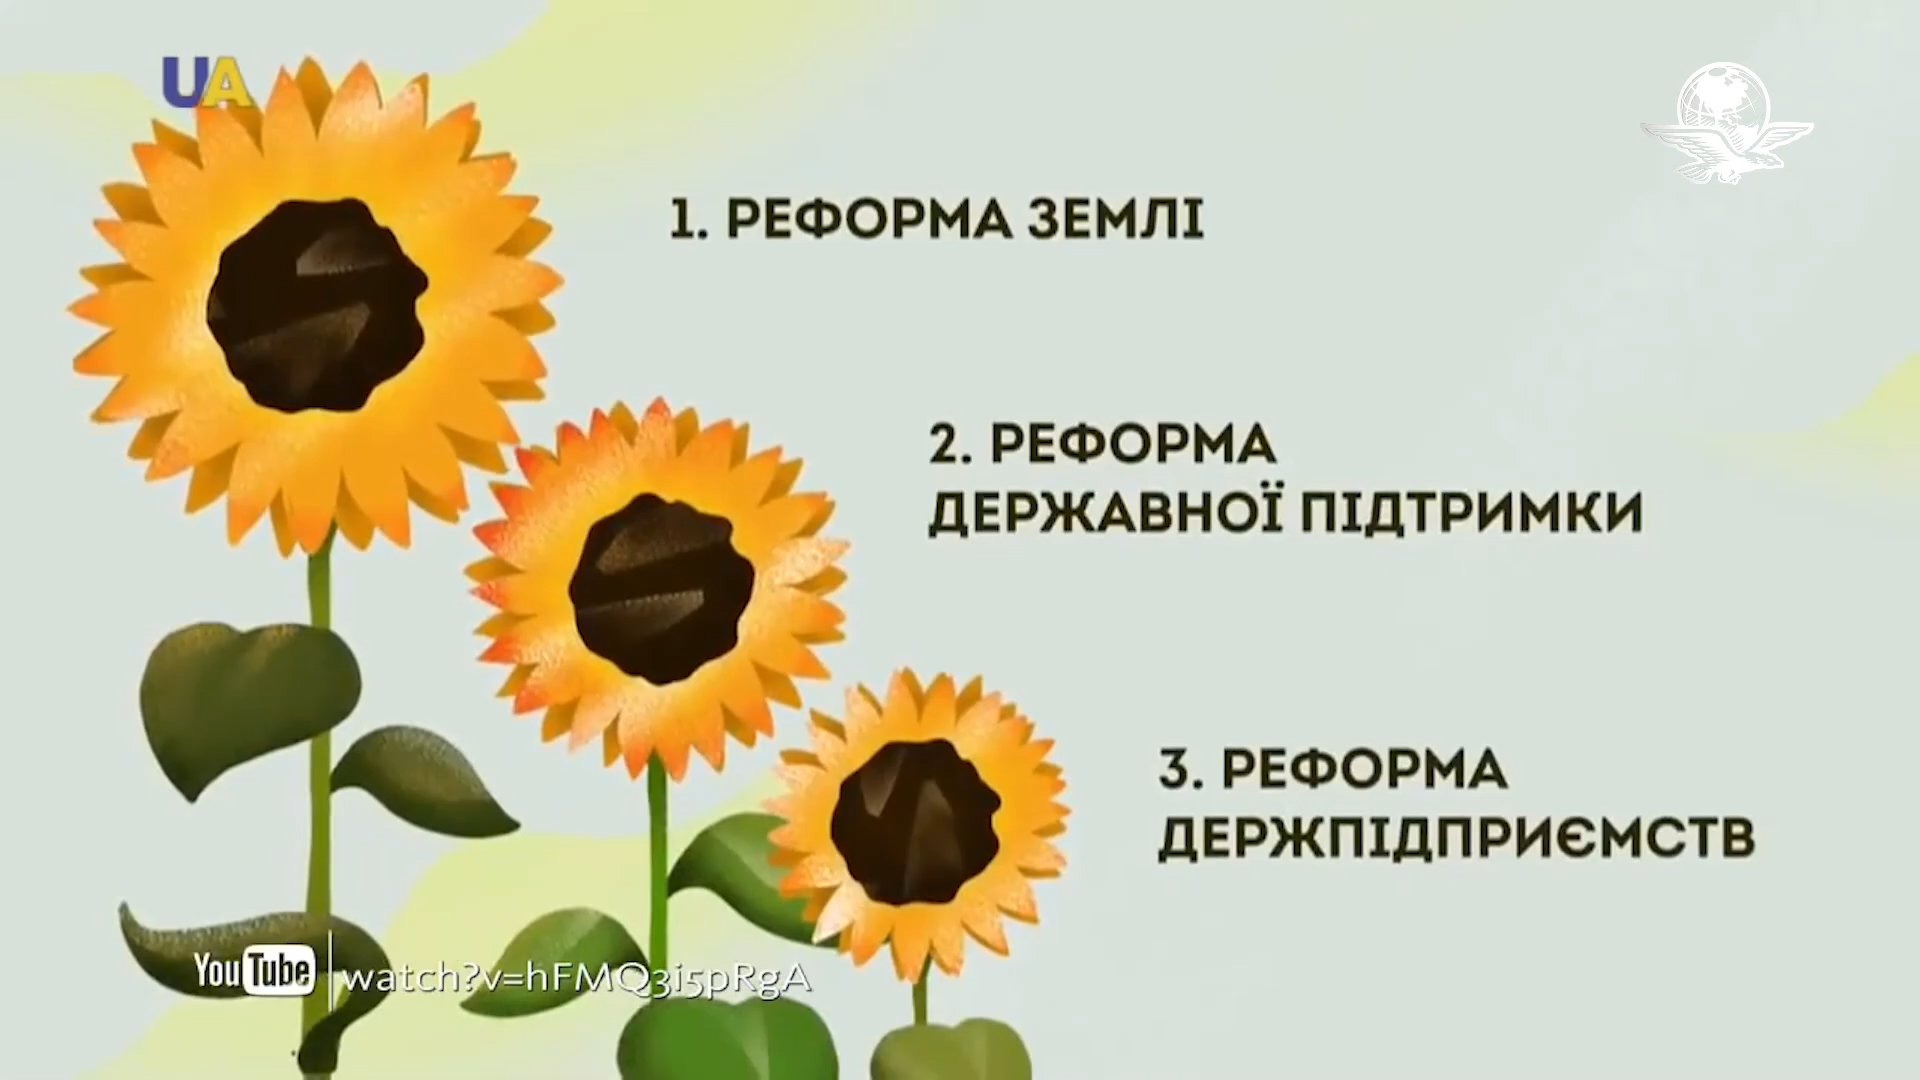 UA
1. РЕФОРМА ЗЕМЛІ
2. РЕФОРМА
ДЕРЖАВНОЇ ПІДТРИМКИ
3. РЕФОРМА
ДЕРЖПІДПРИЄМСТВ
YouTube watch?v=hFMQ3i5pRgA